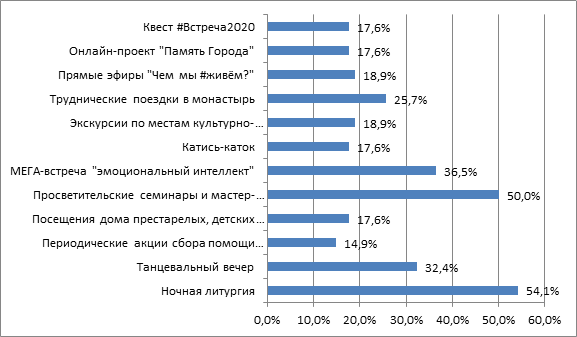 Квест #Встреча2020 17,6%
Онлайн-проект "Память Города" 17,6%
Прямые эфиры "Чем мы #живём?" 18,9%
Труднические поездки в монастырь 25,7%
Экскурсии по местам культурно-... 18,9%
Катись-каток 17,6%
МЕГА-встреча "эмоциональный интеллект" 36,5%
Просветительские семинары и мастер-... 50,0%
Посещения дома престарелых, детских ... 17,6%
Периодические акции сбора помощи ... 14,9%
Танцевальный вечер 32,4%
Ночная литургия 54,1%
0,0% 10,0% 20,0% 30,0% 40,0% 50,0% 60,0%